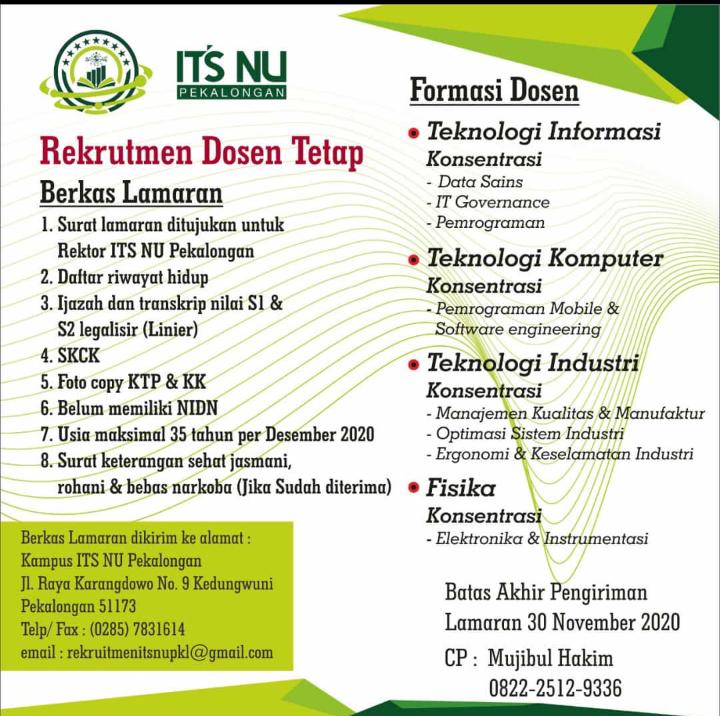 IT'S NU
PEKALONGAN
Rekrutmen Dosen Tetap
Berkas Lamaran
1. Surat lamaran ditujukan untuk
Rektor ITS NU Pekalongan
2. Daftar riwayat hidup
3. Ijazah dan transkrip nilai S1 &
S2 legalisir (Linier)
4. SKCK
5. Foto copy KTP & KK
6. Belum memiliki NIDN
7. Usia maksimal 35 tahun per Desember 2020
8. Surat keterangan sehat jasmani,
rohani & bebas narkoba (Jika Sudah diterima)
Berkas Lamaran dikirim ke alamat :
Kampus ITS NU Pekalongan
Jl. Raya Karangdowo No. 9 Kedungwuni
Pekalongan 51173
Telp/ Fax : (0285) 7831614
email : rekruitmenitsnupkl@gmail.com
Formasi Dosen
Teknologi Informasi
Konsentrasi
- Data Sains
- IT Governance
- Pemrograman
Teknologi Komputer
Konsentrasi
- Pemrograman Mobile &
Software engineering
Teknologi Industri
Konsentrasi
- Manajemen Kualitas & Manufaktur
- Optimasi Sistem Industri
- Ergonomi & Keselamatan Industri
Fisika
Konsentrasi
- Elektronika & Instrumentasi
Batas Akhir Pengiriman
Lamaran 30 November 2020
CP : Mujibul Hakim
0822-2512-9336